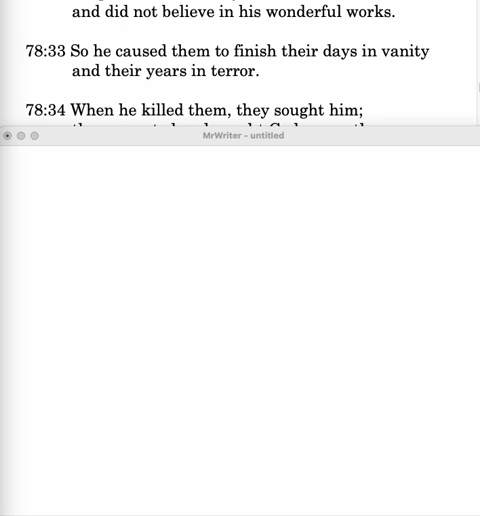 and did not believe in his wonderful works.
78:33 So he caused them to finish their days in vanity
and their years in terror.
78:34 When he killed them, they sought him;
MrWriter - untitled